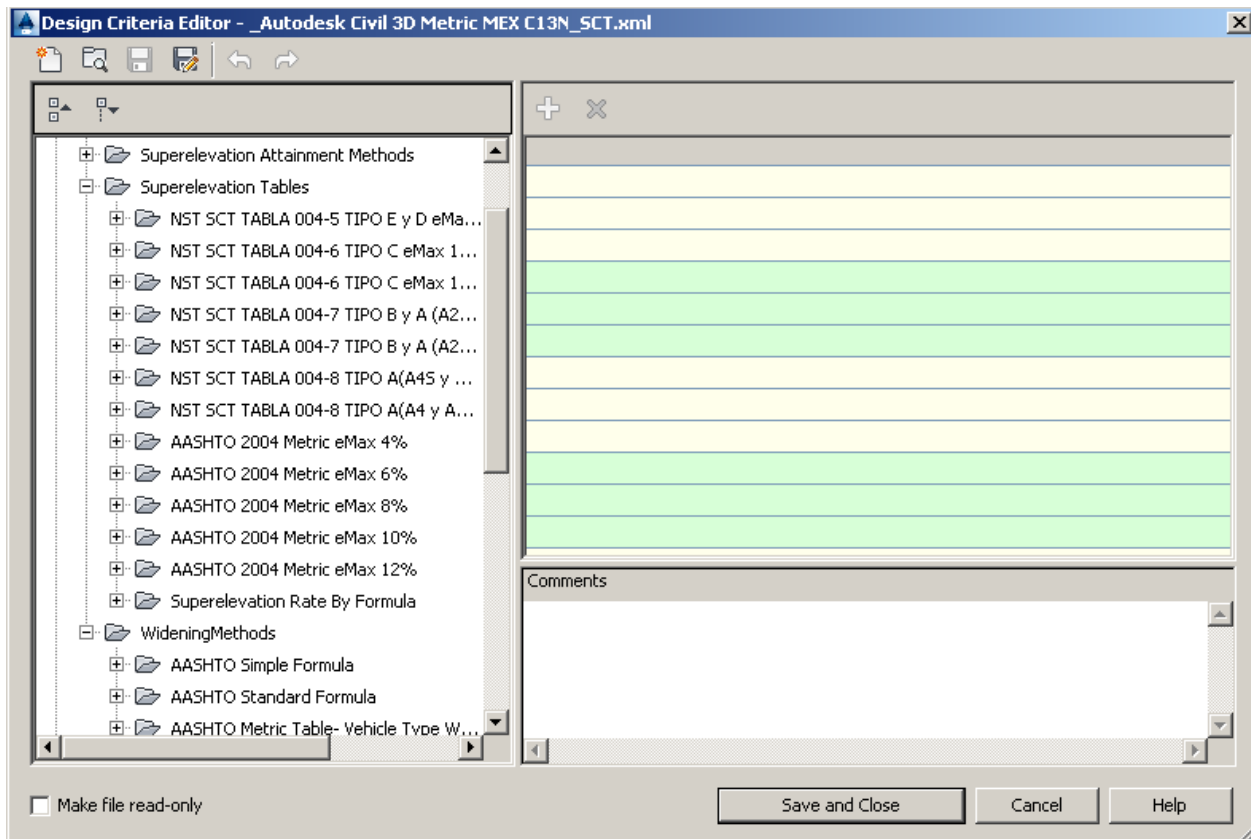 Design Criteria Editor - _Autodesk Civil 3D Metric MEX C13N_SCT.xml
Superelevation Attainment Methods
Superelevation Tables
NST SCT TABLA 004-5 TIPO E y D eMa...
NST SCT TABLA 004-6 TIPO C eMax 1...
NST SCT TABLA 004-6 TIPO C eMax 1...
NST SCT TABLA 004-7 TIPO B y A (A2...
NST SCT TABLA 004-7 TIPO B y A (A2...
NST SCT TABLA 004-8 TIPO A(A4S y ...
NST SCT TABLA 004-8 TIPO A(A4 y A...
AASHTO 2004 Metric eMax 4%
AASHTO 2004 Metric eMax 6%
AASHTO 2004 Metric eMax 8%
AASHTO 2004 Metric eMax 10%
AASHTO 2004 Metric eMax 12%
Superelevation Rate By Formula
WideningMethods
AASHTO Simple Formula
AASHTO Standard Formula
AASHTO Metric Table- Vehicle Type W...
Comments
Make file read-only
Save and Close
Cancel
Help